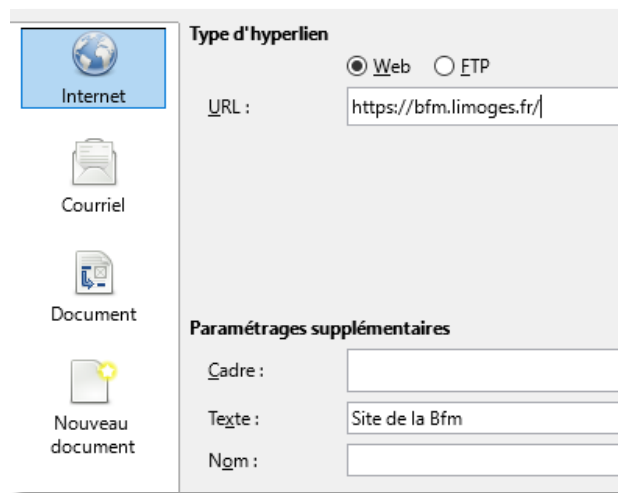 Internet
Courriel
Document
Nouveau
document
Type d'hyperlien
Web FTP
URL : https://bfm.limoges.fr/
Paramétrages supplémentaires
Cadre :
Texte : Site de la Bfm
Nom :